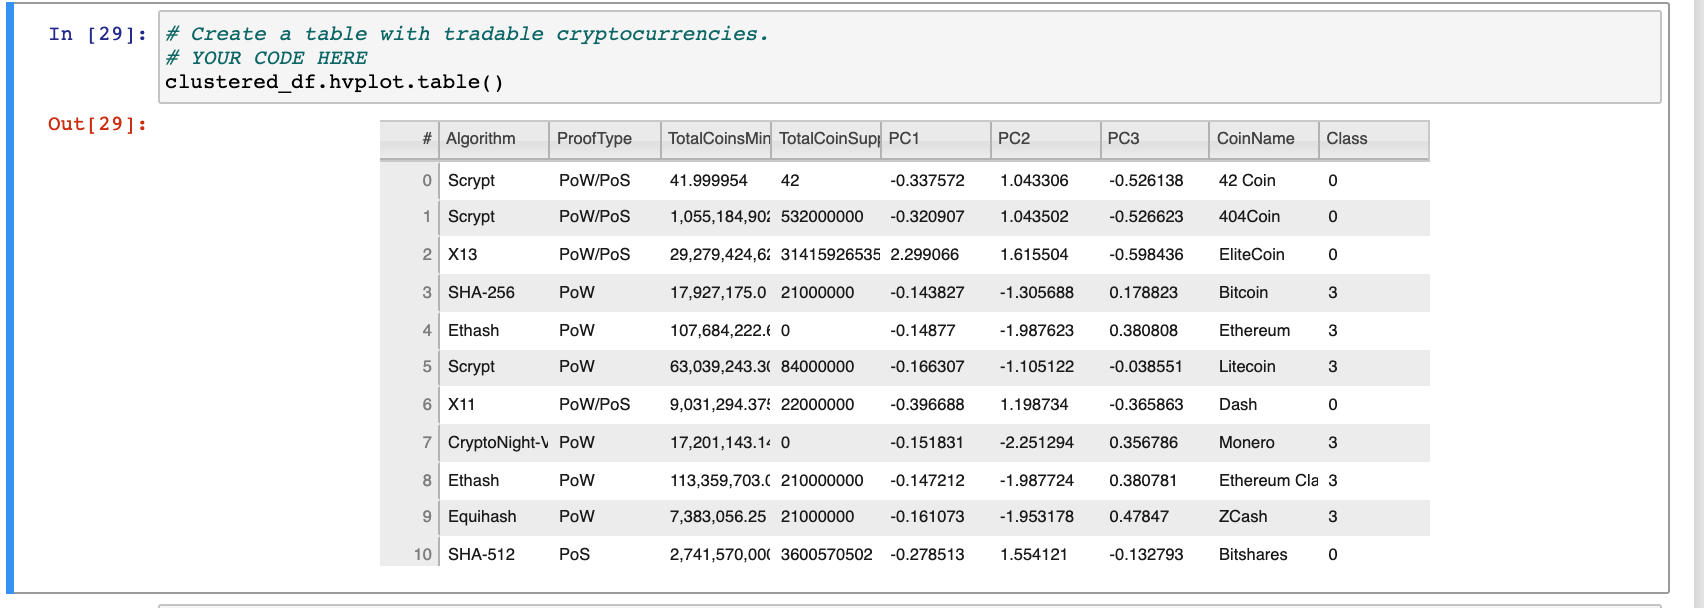 In [29]: # Create a table with tradable cryptocurrencies.
# YOUR CODE HERE
clustered_df.hvplot.table()
Out[29]:
# Algorithm ProofType TotalCoinsMin TotalCoinSupp PC1 PC2 PC3 CoinName Class
0 Scrypt PoW/PoS 41.999954 42 -0.337572 1.043306 -0.526138 42 Coin 0
1 Scrypt PoW/PoS 1,055,184,902 532000000 -0.320907 1.043502 -0.526623 404Coin 0
2 X13 PoW/PoS 29,279,424,62 31415926535 2.299066 1.615504 -0.598436 EliteCoin 0
3 SHA-256 PoW 17,927,175.0 21000000 -0.143827 -1.305688 0.178823 Bitcoin 3
4 Ethash PoW 107,684,222.6 0 -0.14877 -1.987623 0.380808 Ethereum 3
5 Scrypt PoW 63,039,243.30 84000000 -0.166307 -1.105122 -0.038551 Litecoin 3
6 X11 PoW/PoS 9,031,294.375 22000000 -0.396688 1.198734 -0.365863 Dash 0
7 CryptoNight-V PoW 17,201,143.14 0 -0.151831 -2.251294 0.356786 Monero 3
8 Ethash PoW 113,359,703.0 210000000 -0.147212 -1.987724 0.380781 Ethereum Cla 3
9 Equihash PoW 7,383,056.25 21000000 -0.161073 -1.953178 0.47847 ZCash 3
10 SHA-512 PoS 2,741,570,000 3600570502 -0.278513 1.554121 -0.132793 Bitshares 0